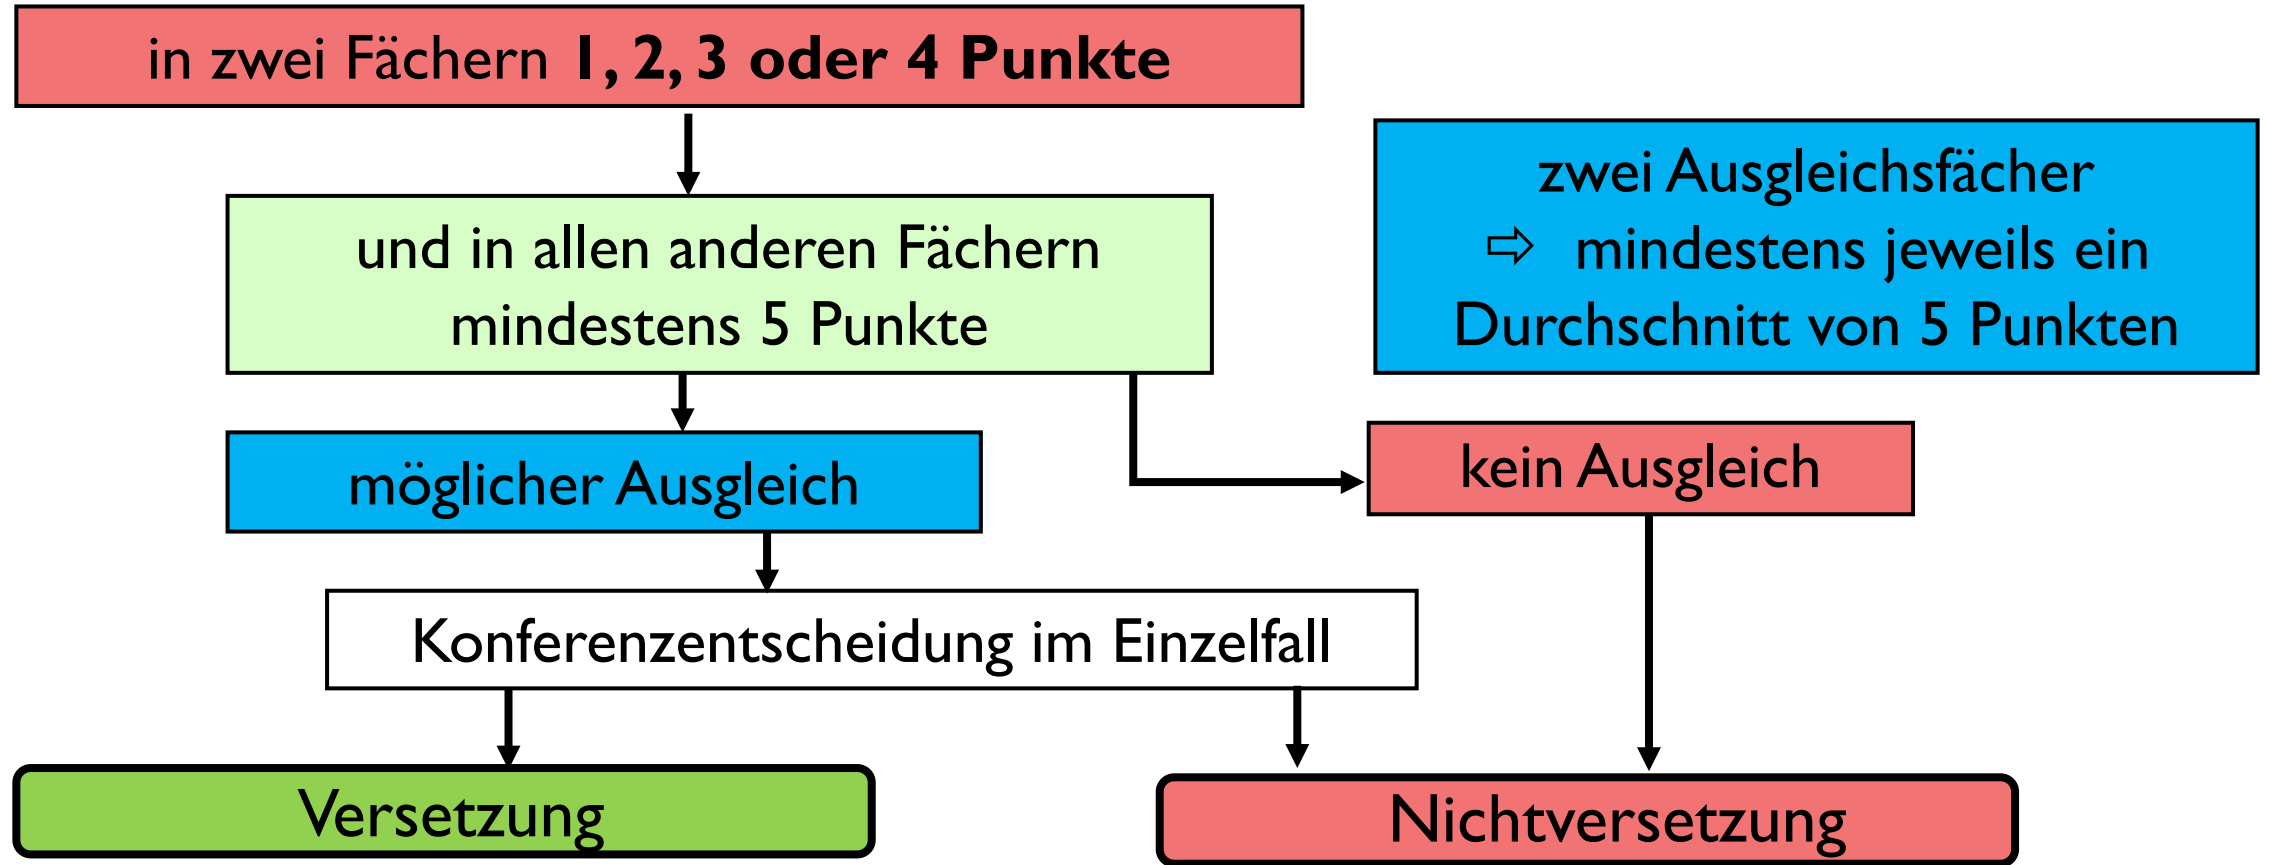 in zwei Fächern 1, 2, 3 oder 4 Punkte
und in allen anderen Fächern
mindestens 5 Punkte
zwei Ausgleichsfächer
⇨ mindestens jeweils ein
Durchschnitt von 5 Punkten
möglicher Ausgleich
kein Ausgleich
Konferenzentscheidung im Einzelfall
Versetzung
Nichtversetzung